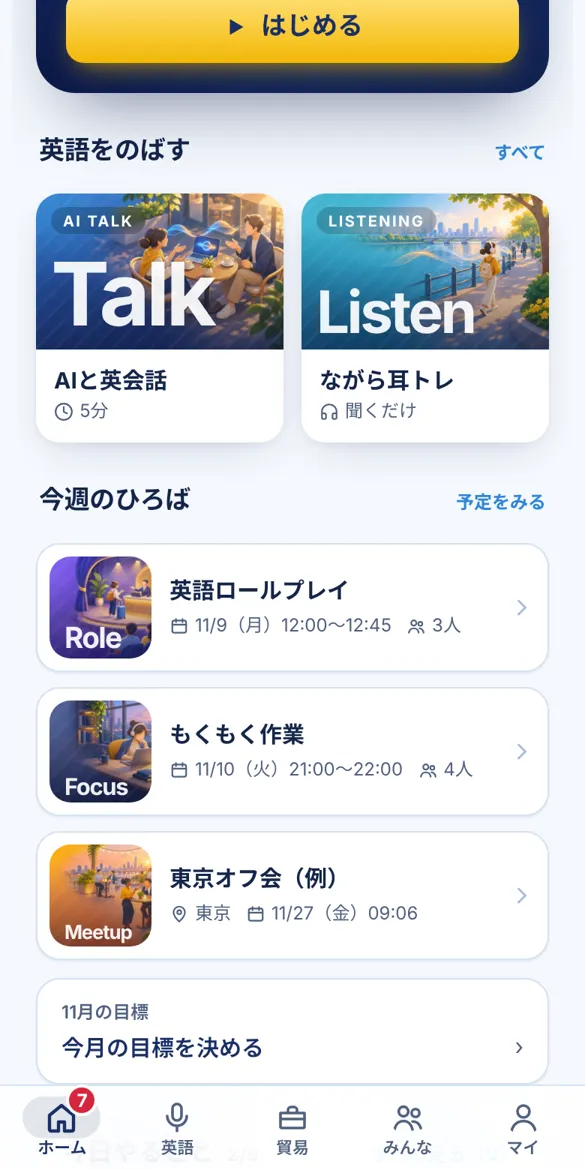 ▶ はじめる
英語をのばす
すべて
AI TALK
Talk
AIと英会話
5分
LISTENING
Listen
ながら耳トレ
聞くだけ
今週のひろば
予定をみる
Role
英語ロールプレイ
11/9（月）12:00〜12:45 3人
Focus
もくもく作業
11/10（火）21:00〜22:00 4人
Meetup
東京オフ会（例）
東京 11/27（金）09:06
11月の目標
今月の目標を決める
7
ホーム
英語
貿易
みんな
マイ